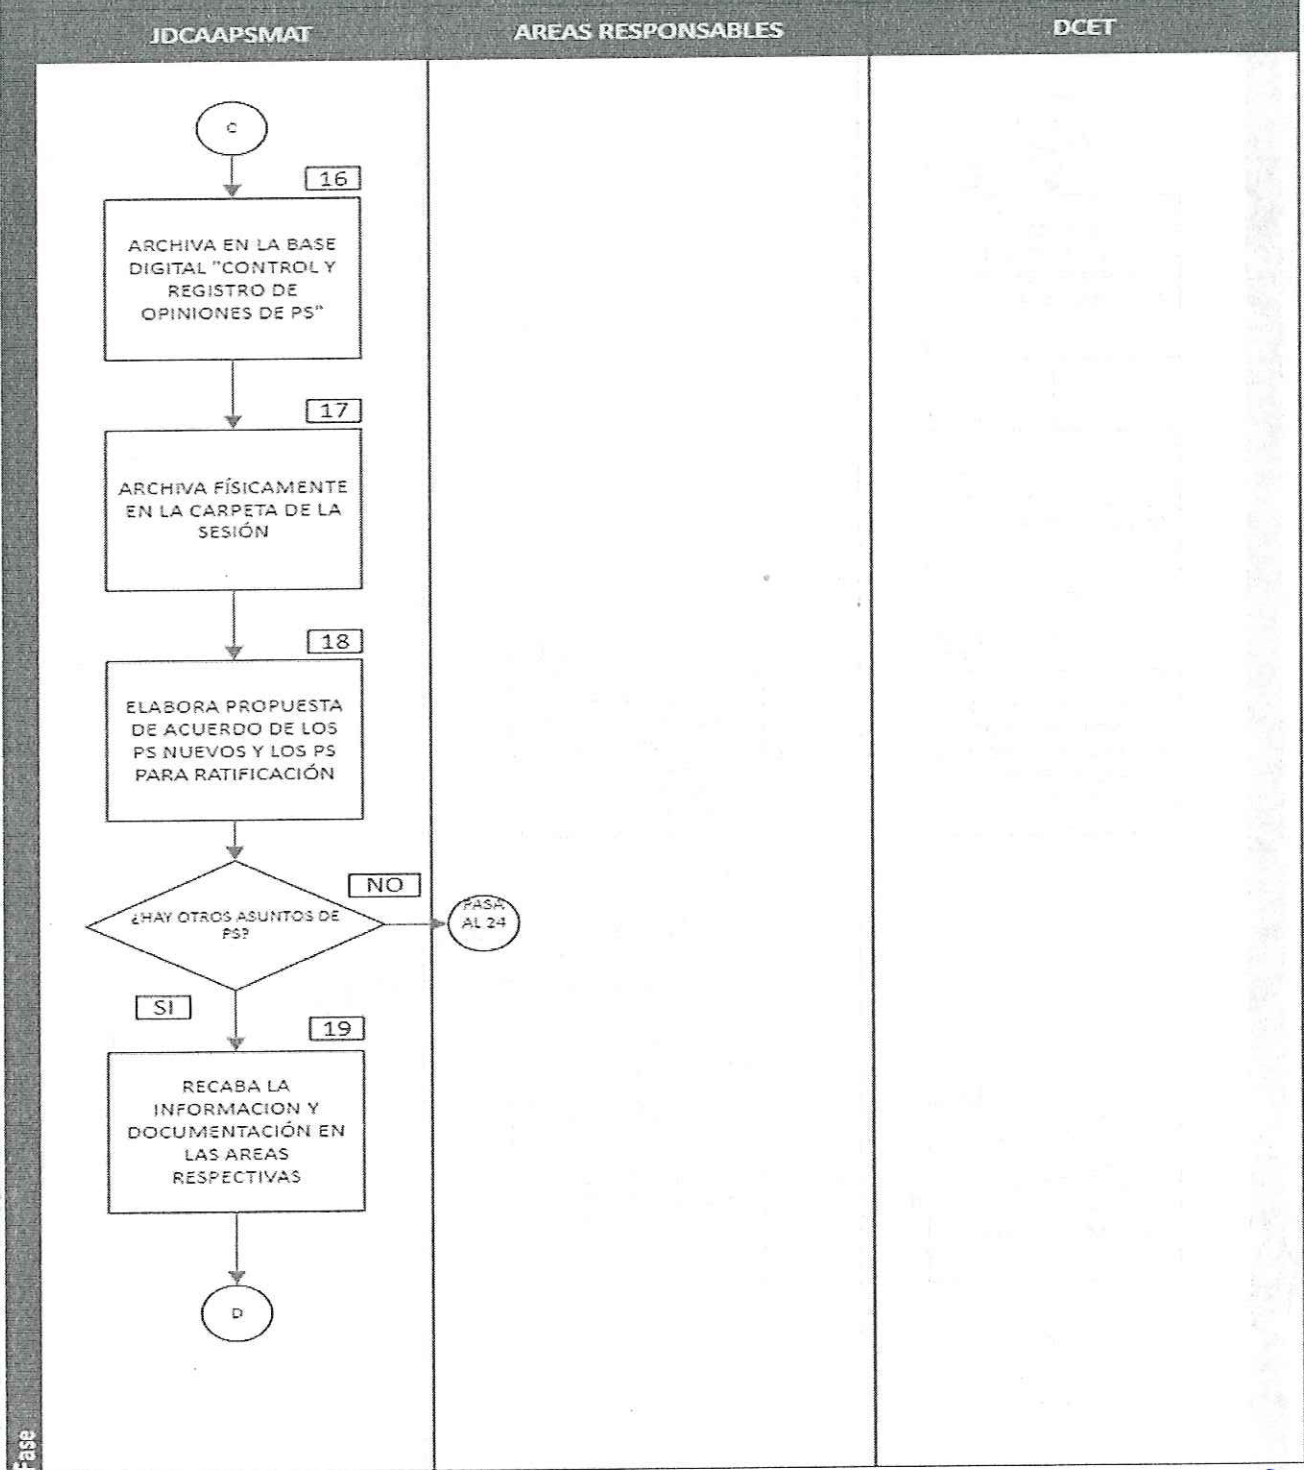 JDCAAPSMAT
AREAS RESPONSABLES
DCET
C
16
ARCHIVA EN LA BASE
DIGITAL "CONTROL Y
REGISTRO DE
OPINIONES DE PS"
17
ARCHIVA FÍSICAMENTE
EN LA CARPETA DE LA
SESIÓN
18
ELABORA PROPUESTA
DE ACUERDO DE LOS
PS NUEVOS Y LOS PS
PARA RATIFICACIÓN
¿HAY OTROS ASUNTOS DE
PS?
NO
PASA
AL 24
SI
19
RECABA LA
INFORMACION Y
DOCUMENTACIÓN EN
LAS AREAS
RESPECTIVAS
D
Fase